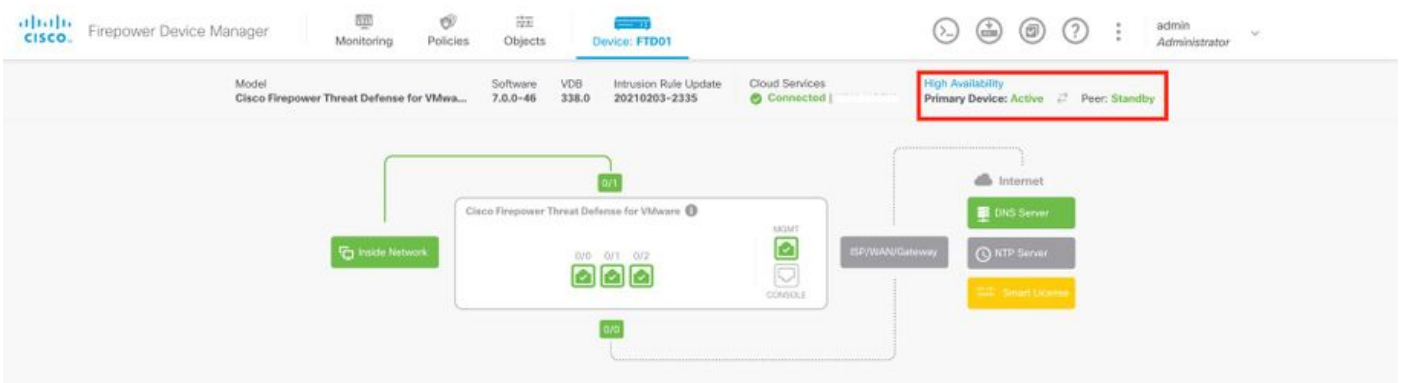 CISCO
Firepower Device Manager
Monitoring
Policies
Objects
Device: FTD01
admin
Administrator
Model
Cisco Firepower Threat Defense for VMwa...
Software
7.0.0-46
VDB
338.0
Intrusion Rule Update
20210203-2335
Cloud Services
Connected |
High Availability
Primary Device: Active Peer: Standby
0/1
Internet
Cisco Firepower Threat Defense for VMware
DNS Server
MGMT
Inside Network
0/0 0/1 0/2
ISP/WAN/Gateway
NTP Server
CONSOLE
Smart License
0/0